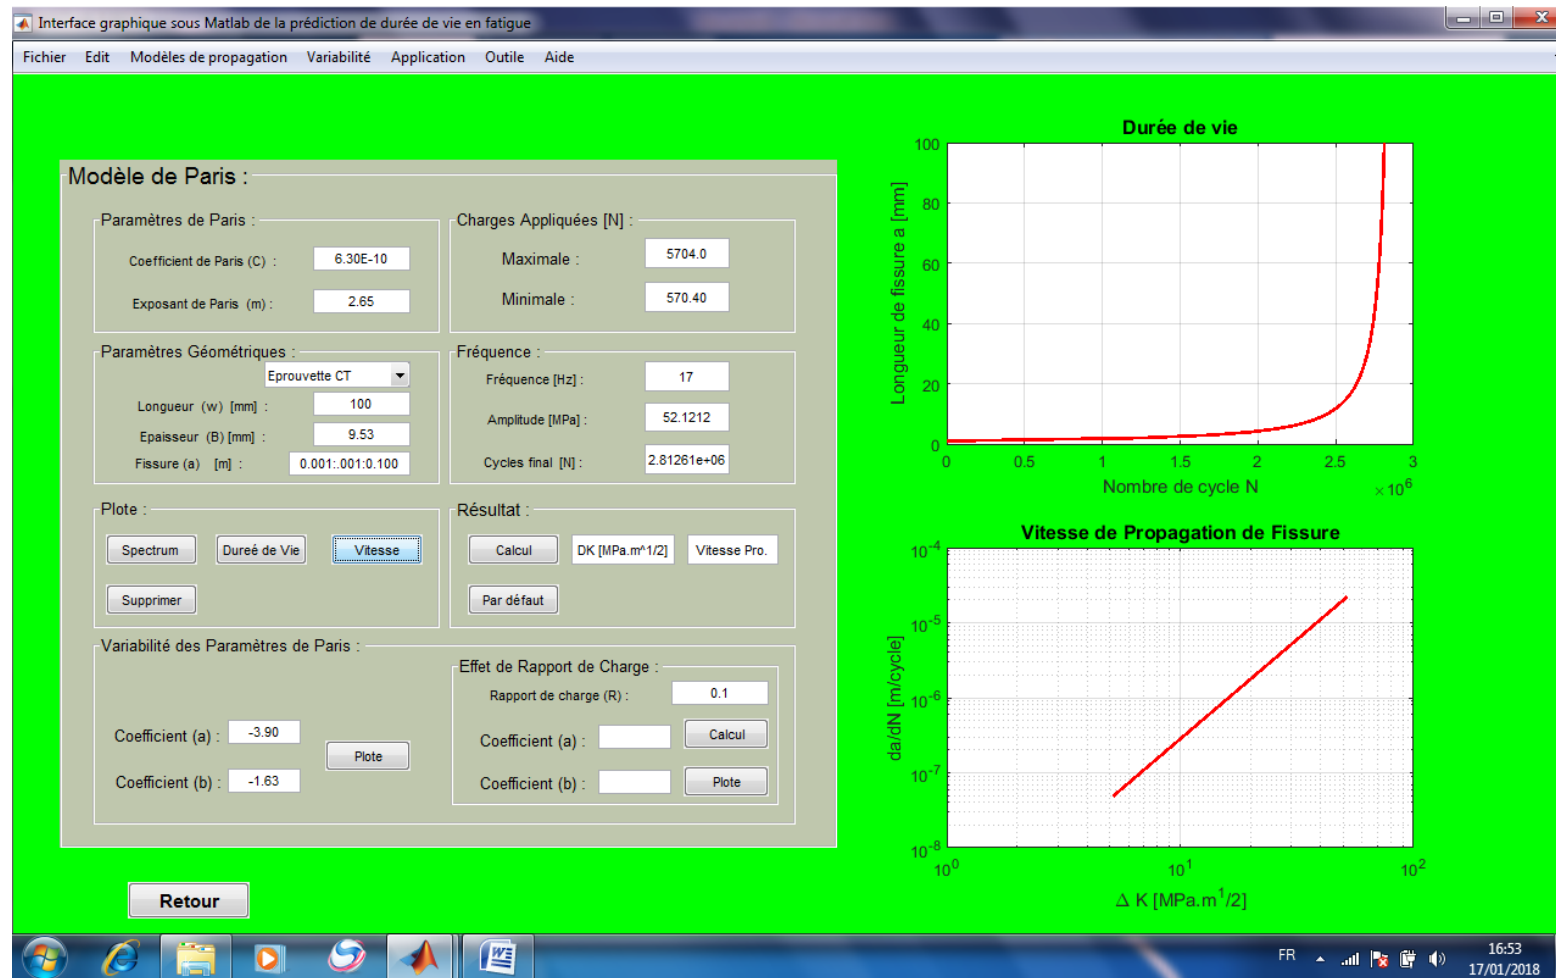 Interface graphique sous Matlab de la prédiction de durée de vie en fatigue
Fichier Edit Modèles de propagation Variabilité Application Outile Aide
Modèle de Paris :
Paramètres de Paris :
Coefficient de Paris (C) : 6.30E-10
Exposant de Paris (m) : 2.65
Charges Appliquées [N] :
Maximale : 5704.0
Minimale : 570.40
Paramètres Géométriques :
Eprouvette CT
Longueur (w) [mm] : 100
Epaisseur (B) [mm] : 9.53
Fissure (a) [m] : 0.001:.001:0.100
Fréquence :
Fréquence [Hz] : 17
Amplitude [MPa] : 52.1212
Cycles final [N] : 2.81261e+06
Plote :
Spectrum Dureé de Vie Vitesse
Supprimer
Résultat :
Calcul DK [MPa.m^1/2] Vitesse Pro.
Par défaut
Variabilité des Paramètres de Paris :
Coefficient (a) : -3.90
Coefficient (b) : -1.63
Plote
Effet de Rapport de Charge :
Rapport de charge (R) : 0.1
Coefficient (a) : Calcul
Coefficient (b) : Plote
Retour
Durée de vie
Longueur de fissure a [mm]
100
80
60
40
20
0
0 0.5 1 1.5 2 2.5 3
Nombre de cycle N ×10^6
Vitesse de Propagation de Fissure
da/dN [m/cycle]
10^-4
10^-5
10^-6
10^-7
10^-8
10^0 10^1 10^2
Δ K [MPa.m^1/2]
FR 16:53
17/01/2018